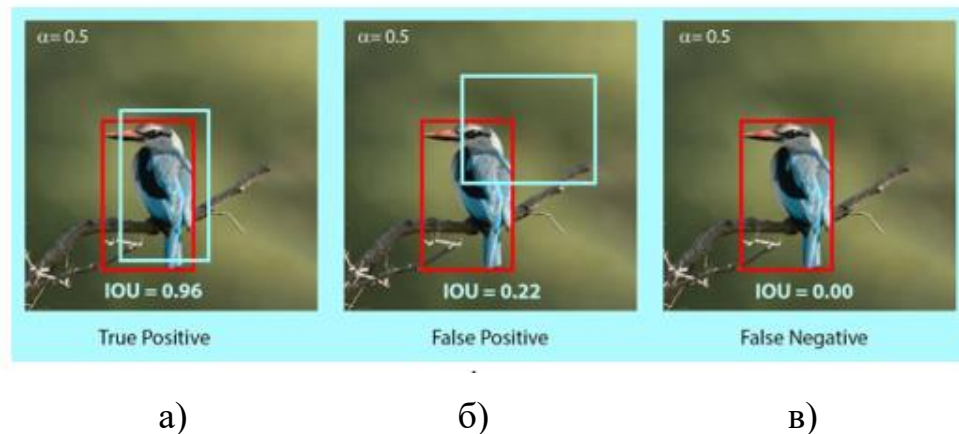 α= 0.5 α= 0.5 α= 0.5
IOU = 0.96 IOU = 0.22 IOU = 0.00
True Positive False Positive False Negative
а) б) в)